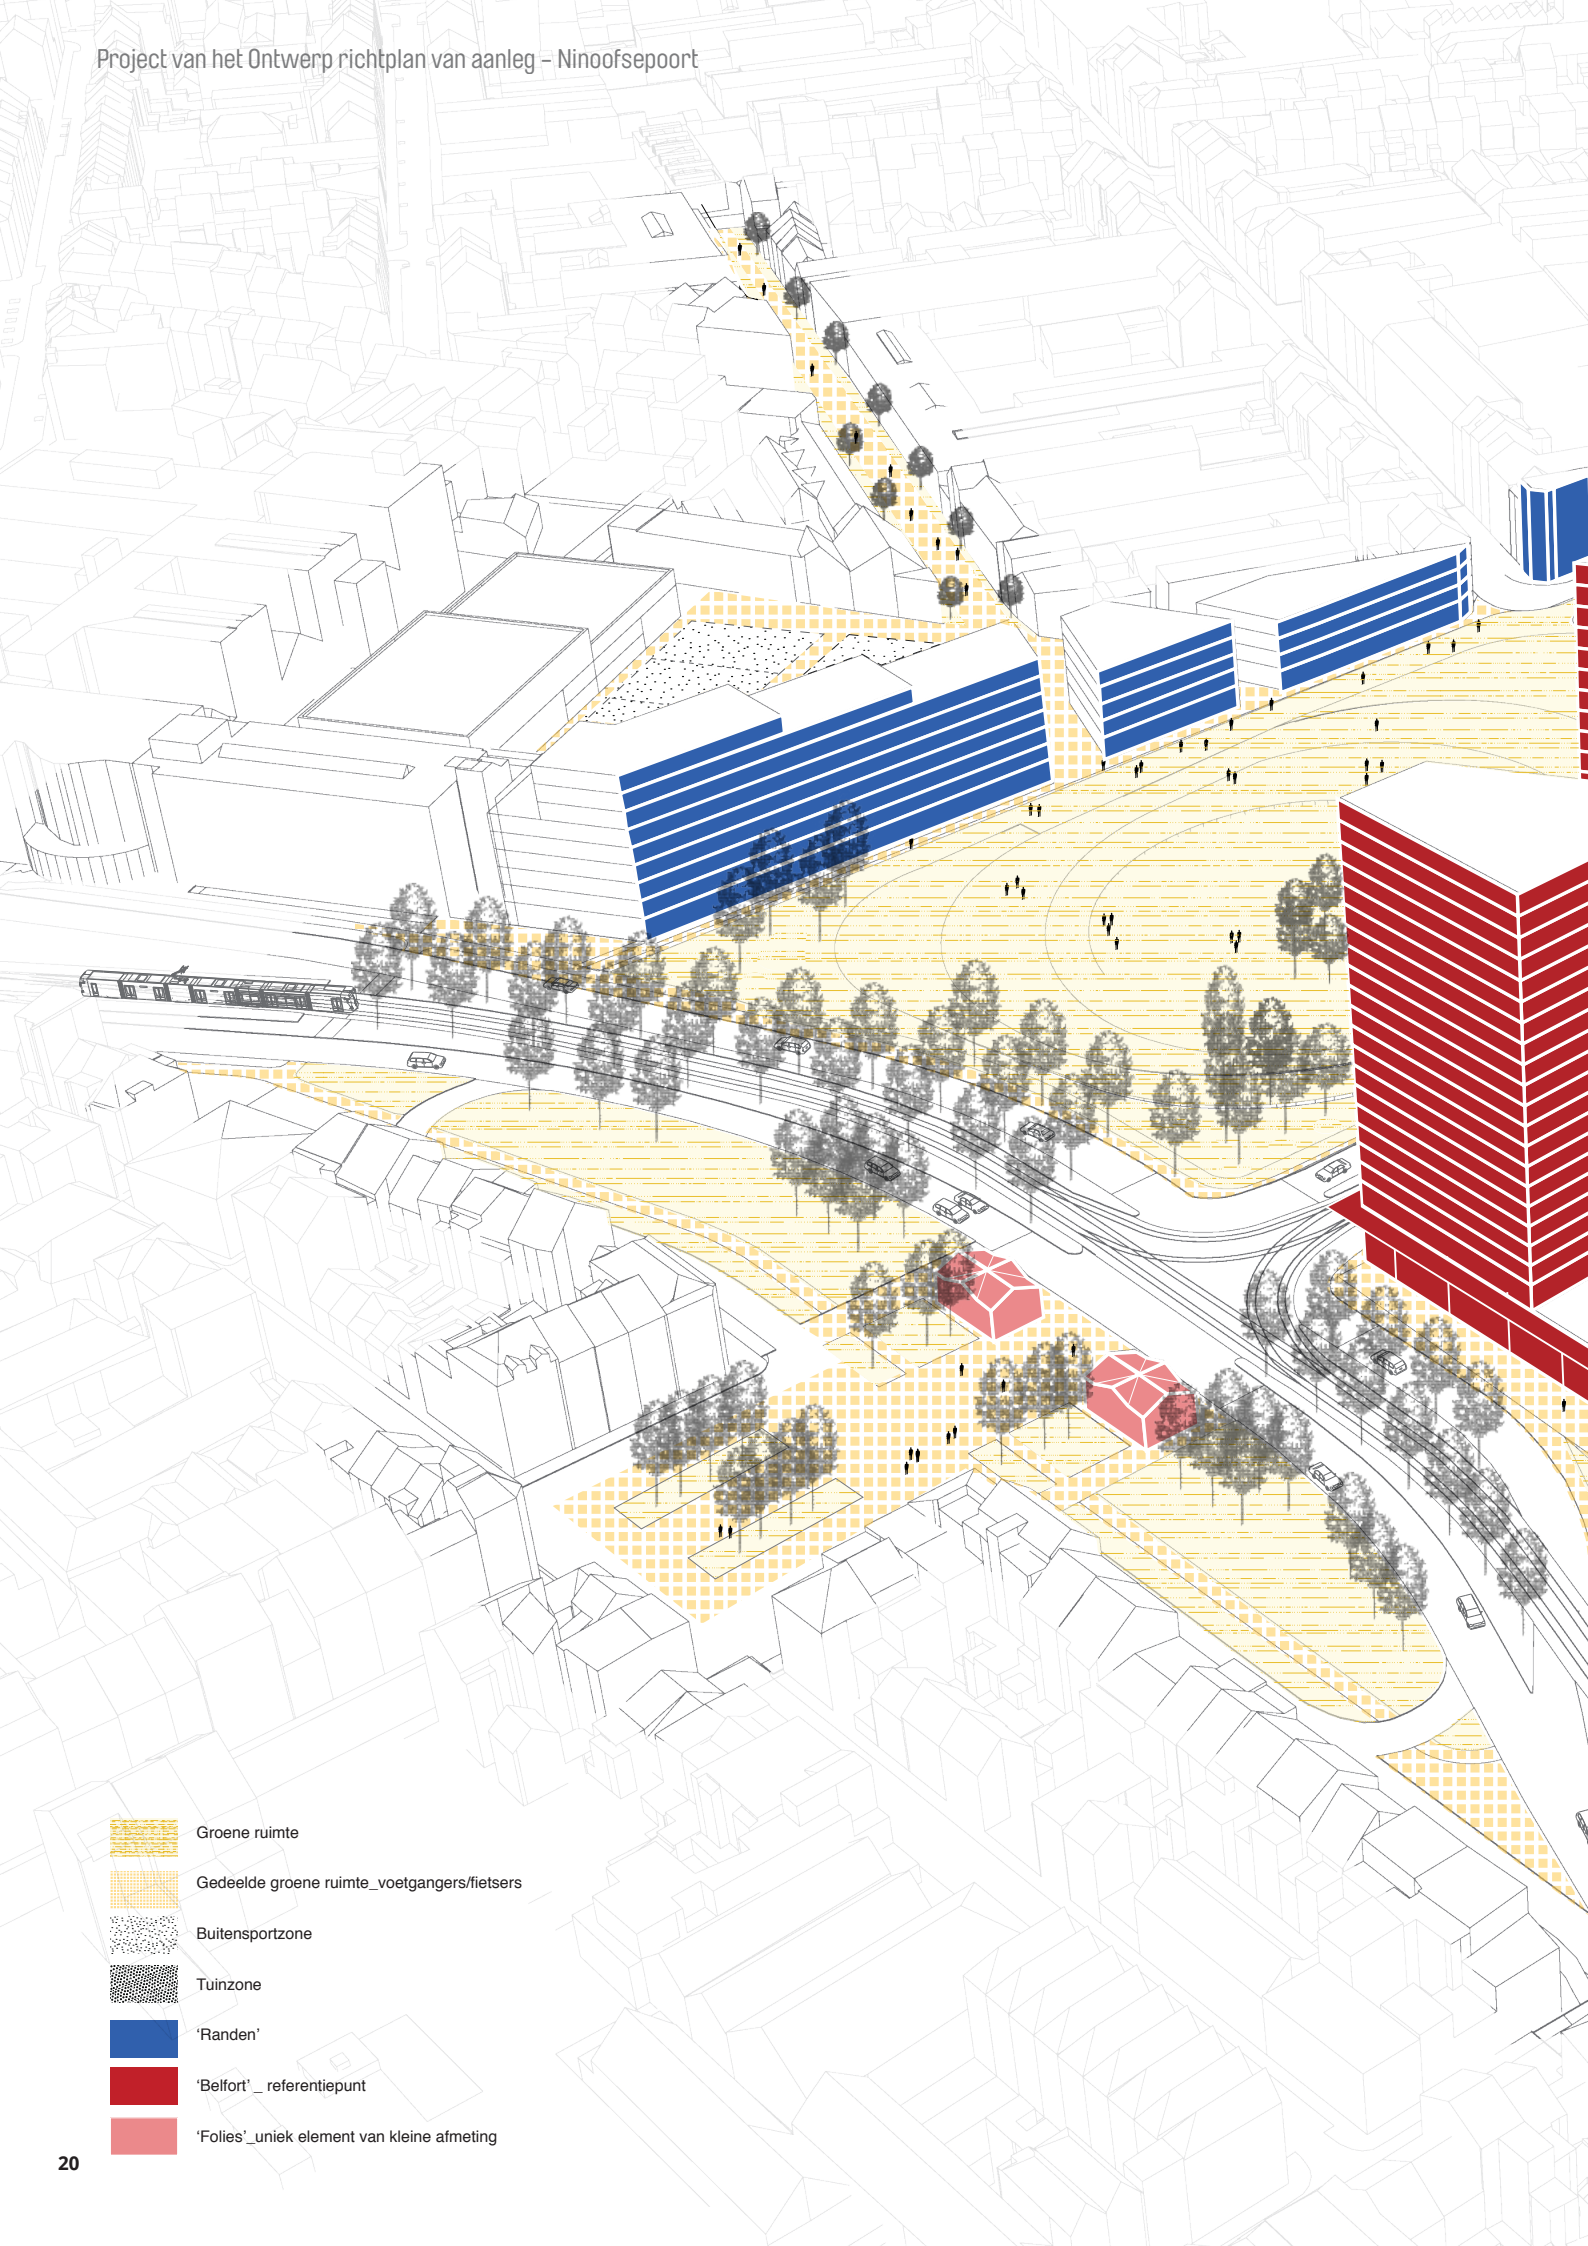 Project van het Ontwerp richtplan van aanleg – Ninoofsepoort
Groene ruimte
Gedeelde groene ruimte_voetgangers/fietsers
Buitensportzone
Tuinzone
‘Randen’
‘Belfort’ _ referentiepunt
‘Folies’_uniek element van kleine afmeting
20